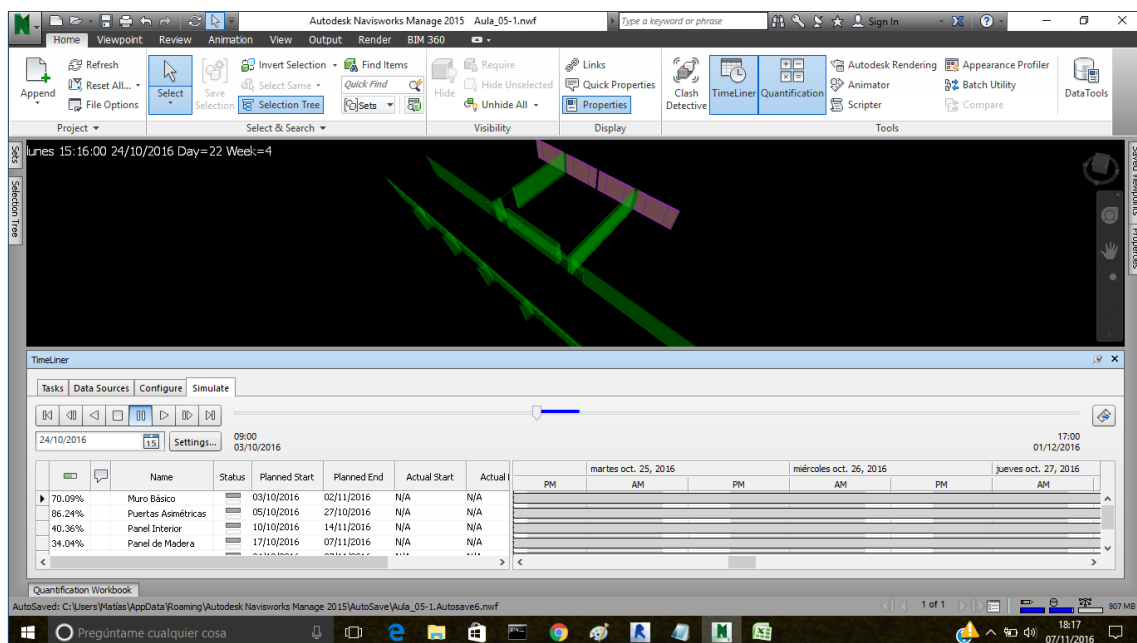 Autodesk Navisworks Manage 2015 Aula_05-1.nwf
Type a keyword or phrase
Sign In
Home Viewpoint Review Animation View Output Render BIM 360
Append
Refresh
Reset All...
File Options
Project
Select
Save Selection
Invert Selection
Select Same
Selection Tree
Find Items
Quick Find
Sets
Select & Search
Hide
Require
Hide Unselected
Unhide All
Visibility
Links
Quick Properties
Properties
Display
Clash Detective
TimeLiner
Quantification
Autodesk Rendering
Animator
Scripter
Appearance Profiler
Batch Utility
Compare
Tools
DataTools
Sets
Selection Tree
lunes 15:16:00 24/10/2016 Day=22 Week=4
Saved Viewpoints
Properties
TimeLiner
Tasks Data Sources Configure Simulate
24/10/2016
15
Settings...
09:00
03/10/2016
17:00
01/12/2016
Name Status Planned Start Planned End Actual Start Actual
martes oct. 25, 2016 miércoles oct. 26, 2016 jueves oct. 27, 2016
PM AM PM AM PM AM
70.09% Muro Básico 03/10/2016 02/11/2016 N/A N/A
86.24% Puertas Asimétricas 05/10/2016 27/10/2016 N/A N/A
40.36% Panel Interior 10/10/2016 14/11/2016 N/A N/A
34.04% Panel de Madera 17/10/2016 07/11/2016 N/A N/A
Quantification Workbook
AutoSaved: C:\Users\Matías\AppData\Roaming\Autodesk Navisworks Manage 2015\AutoSave\Aula_05-1.Autosave6.nwf
1 of 1
907 MB
Pregúntame cualquier cosa
18:17
07/11/2016